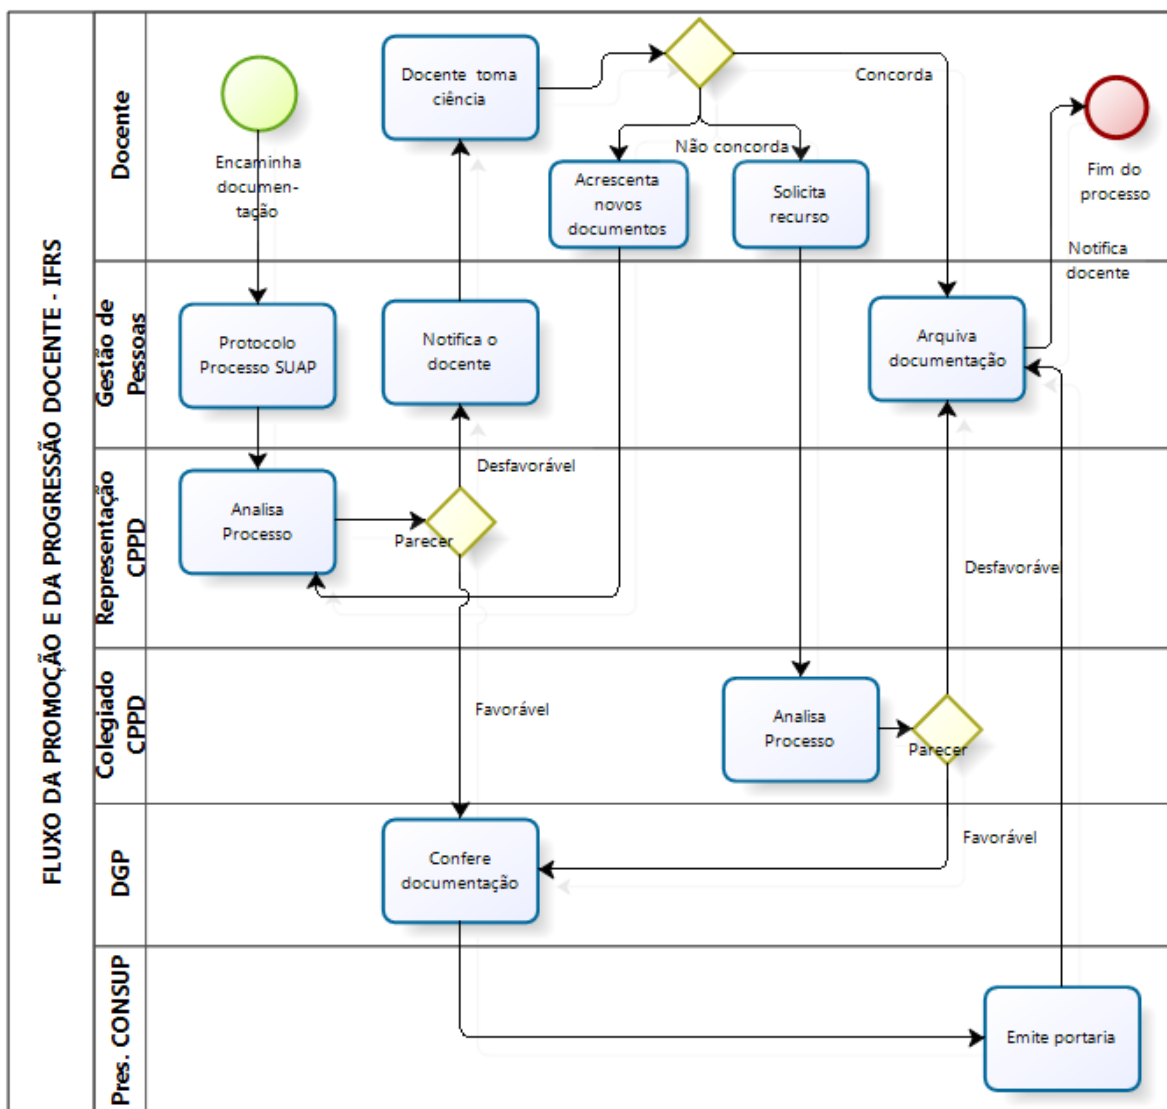 FLUXO DA PROMOÇÃO E DA PROGRESSÃO DOCENTE - IFRS
Docente
Encaminha
documen-
tação
Docente toma
ciência
Concorda
Não concorda
Acrescenta
novos
documentos
Solicita
recurso
Fim do
processo
Notifica
docente
Gestão de
Pessoas
Protocolo
Processo SUAP
Notifica o
docente
Arquiva
documentação
Representação
CPPD
Analisa
Processo
Parecer
Desfavorável
Desfavoráve
Colegiado
CPPD
Favorável
Analisa
Processo
Parecer
DGP
Confere
documentação
Favorável
Pres. CONSUP
Emite portaria